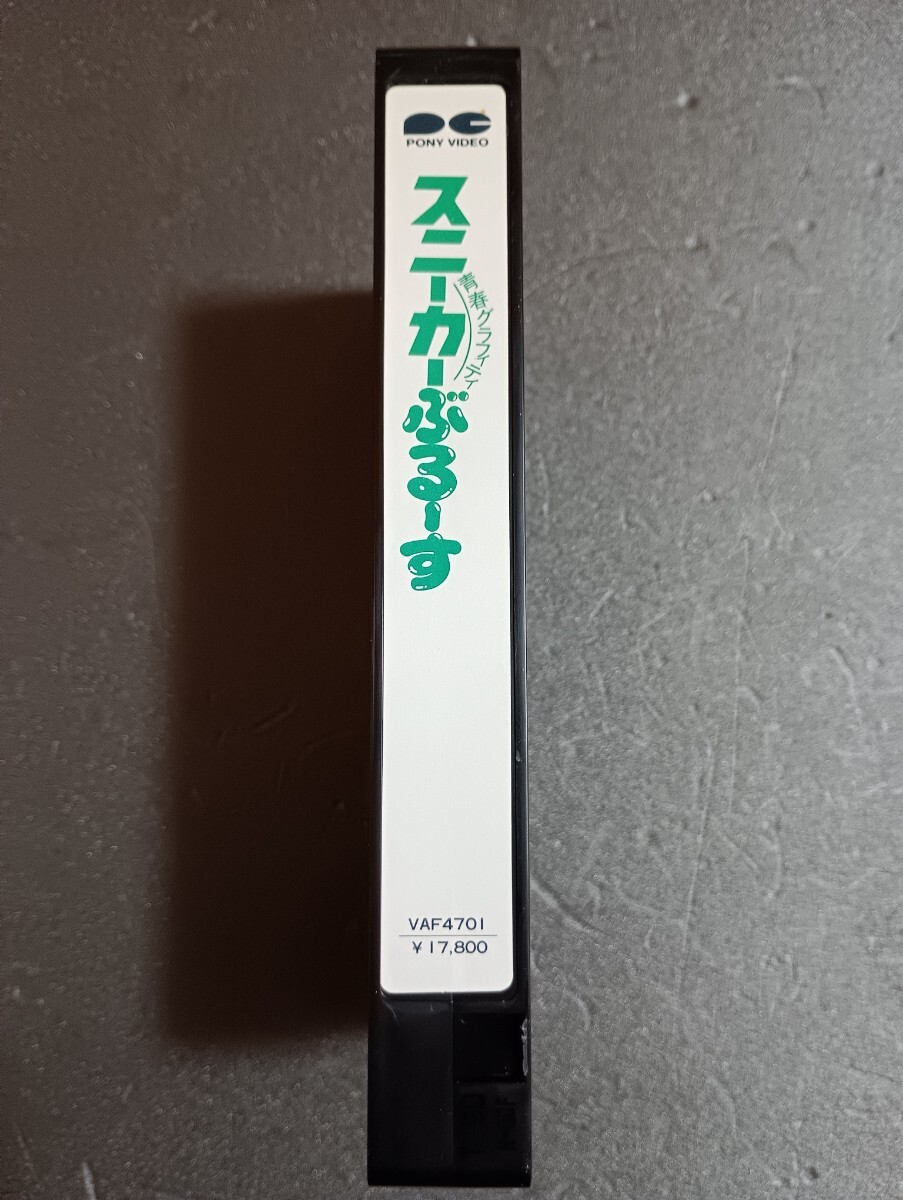 PONY VIDEO
スニーカーぶるーす
青春グラフィティ
VAF4701
¥17,800